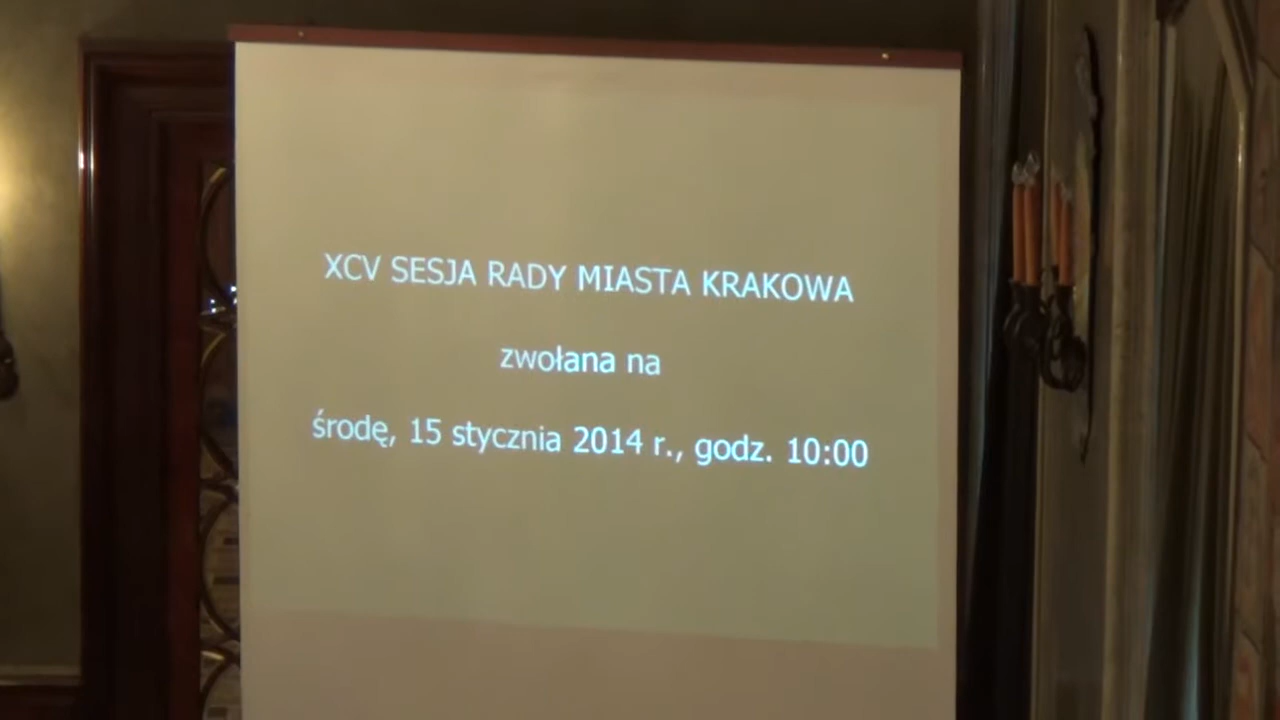 XCV SESJA RADY MIASTA KRAKOWA
zwołana na
środę, 15 stycznia 2014 r., godz. 10:00